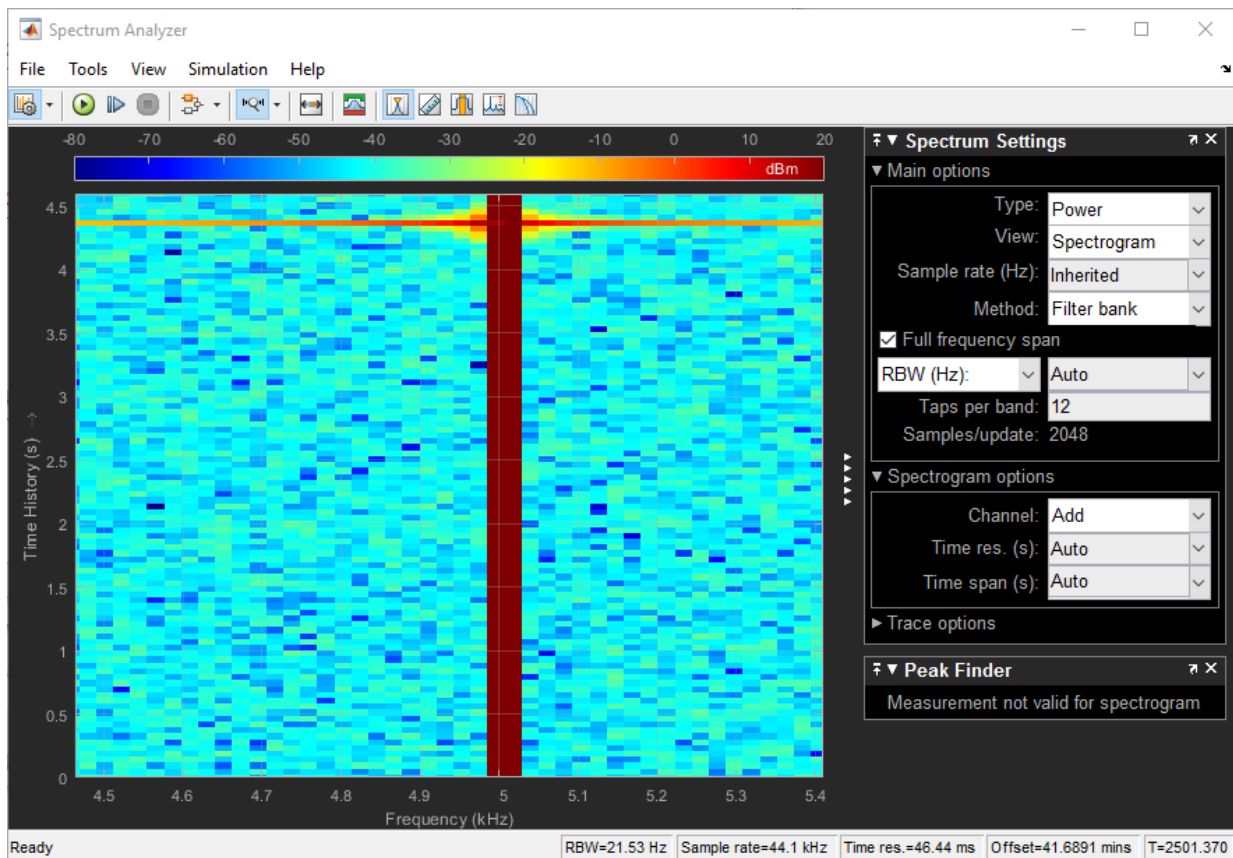 Spectrum Analyzer
File Tools View Simulation Help
-80 -70 -60 -50 -40 -30 -20 -10 0 10 20
dBm
4.5
4
3.5
3
2.5
2
1.5
1
0.5
0
Time History (s) →
4.5 4.6 4.7 4.8 4.9 5 5.1 5.2 5.3 5.4
Frequency (kHz)
Spectrum Settings
Main options
Type: Power
View: Spectrogram
Sample rate (Hz): Inherited
Method: Filter bank
Full frequency span
RBW (Hz): Auto
Taps per band: 12
Samples/update: 2048
Spectrogram options
Channel: Add
Time res. (s): Auto
Time span (s): Auto
Trace options
Peak Finder
Measurement not valid for spectrogram
Ready RBW=21.53 Hz Sample rate=44.1 kHz Time res.=46.44 ms Offset=41.6891 mins T=2501.370